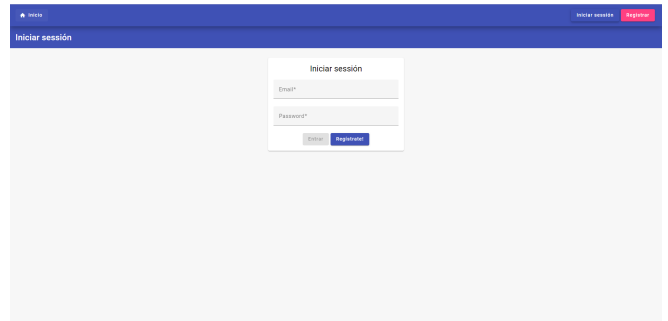 Inicio
Iniciar sesión
Registrar
Iniciar sesión
Iniciar sesión
Email*
Password*
Entrar
Registrate!